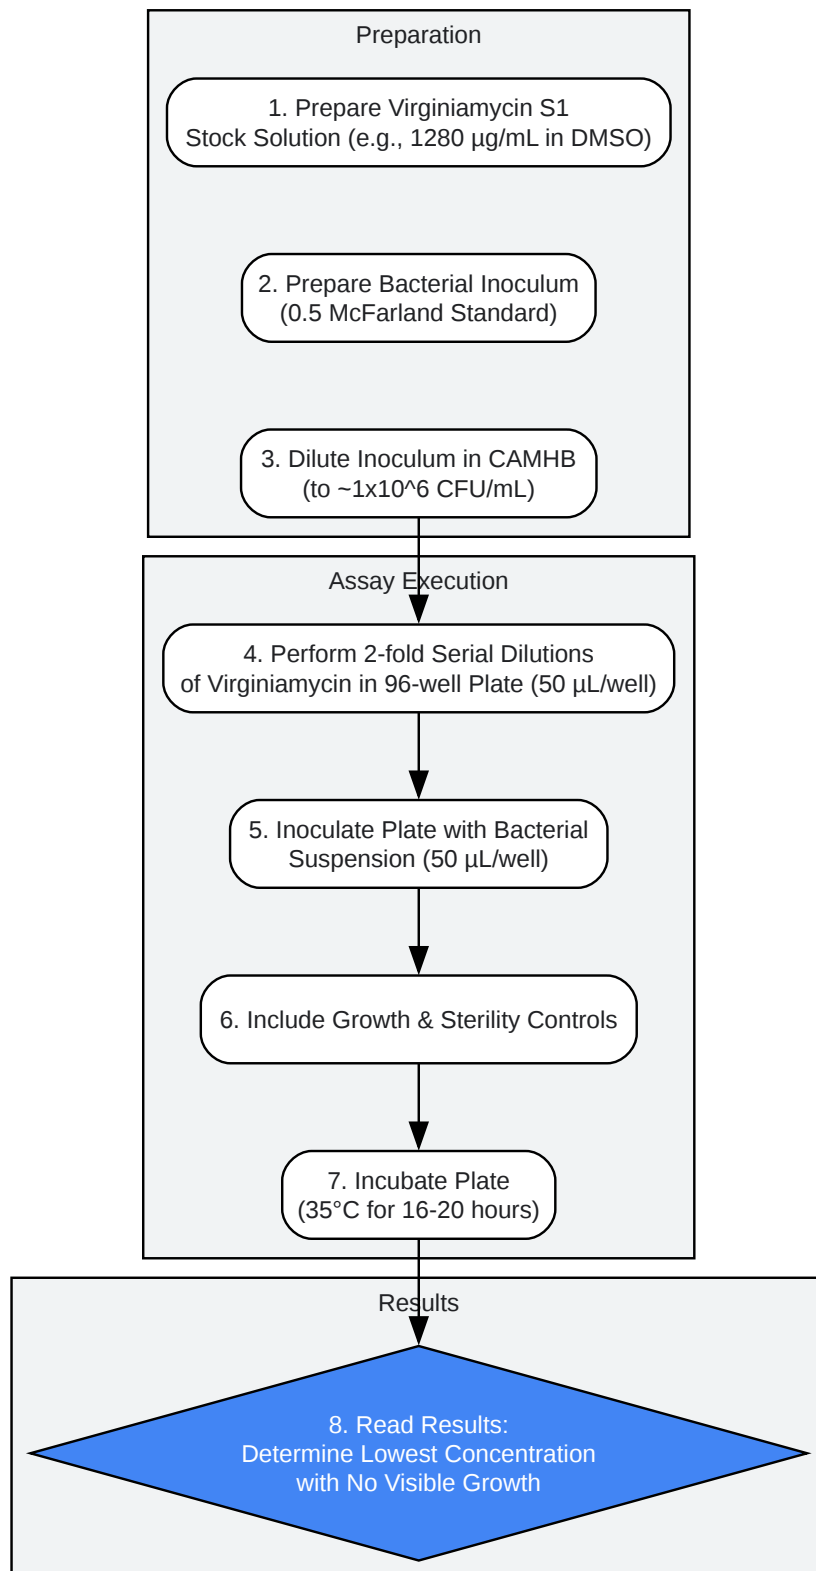 Preparation
1. Prepare Virginiamycin S1
Stock Solution (e.g., 1280 µg/mL in DMSO)
2. Prepare Bacterial Inoculum
(0.5 McFarland Standard)
3. Dilute Inoculum in CAMHB
(to ~1x10^6 CFU/mL)
Assay Execution
4. Perform 2-fold Serial Dilutions
of Virginiamycin in 96-well Plate (50 µL/well)
5. Inoculate Plate with Bacterial
Suspension (50 µL/well)
6. Include Growth & Sterility Controls
7. Incubate Plate
(35°C for 16-20 hours)
Results
8. Read Results:
Determine Lowest Concentration
with No Visible Growth